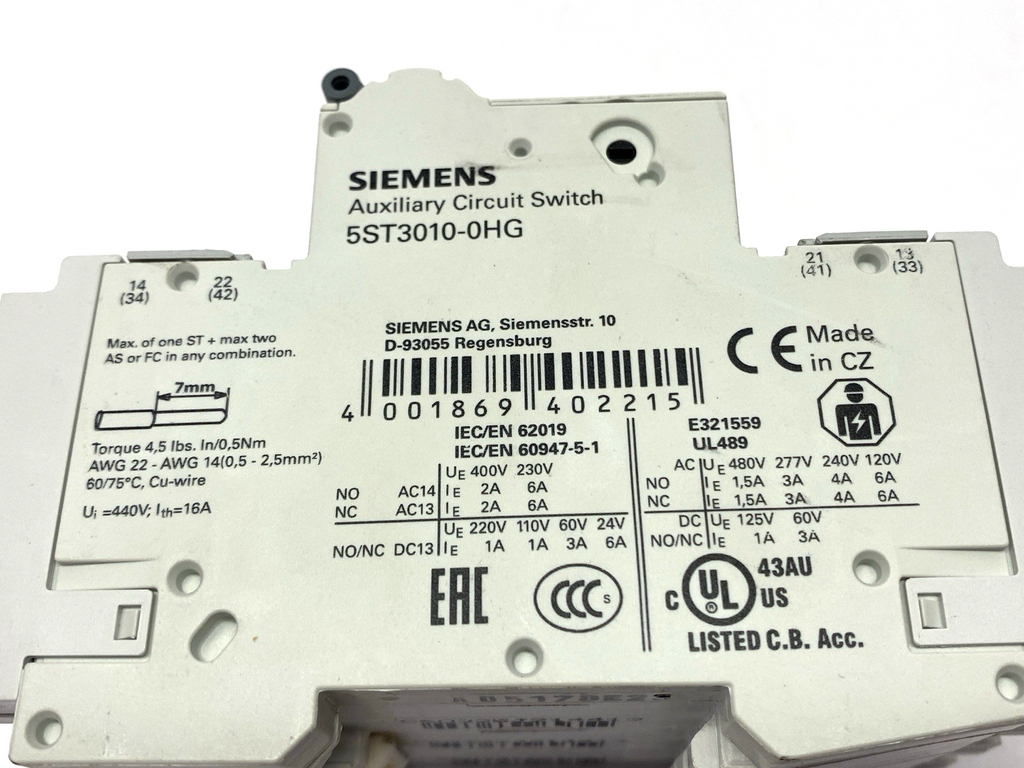 SIEMENS
Auxiliary Circuit Switch
5ST3010-0HG
14 22
(34) (42)
21 13
(41) (33)
Max. of one ST + max two
AS or FC in any combination.
7mm
Torque 4,5 lbs. In/0,5Nm
AWG 22 - AWG 14(0,5 - 2,5mm²)
60/75°C, Cu-wire
Ui =440V; Ith=16A
SIEMENS AG, Siemensstr. 10
D-93055 Regensburg
4 001869 402215
CE Made
in CZ
IEC/EN 62019
IEC/EN 60947-5-1
UE 400V 230V
NO AC14 IE 2A 6A
NC AC13 IE 2A 6A
UE 220V 110V 60V 24V
NO/NC DC13 IE 1A 1A 3A 6A
E321559
UL489
AC UE 480V 277V 240V 120V
NO IE 1,5A 3A 4A 6A
NC IE 1,5A 3A 4A 6A
DC UE 125V 60V
NO/NC IE 1A 3A
EAC
CCC S
C UL ® US 43AU
LISTED C.B. Acc.